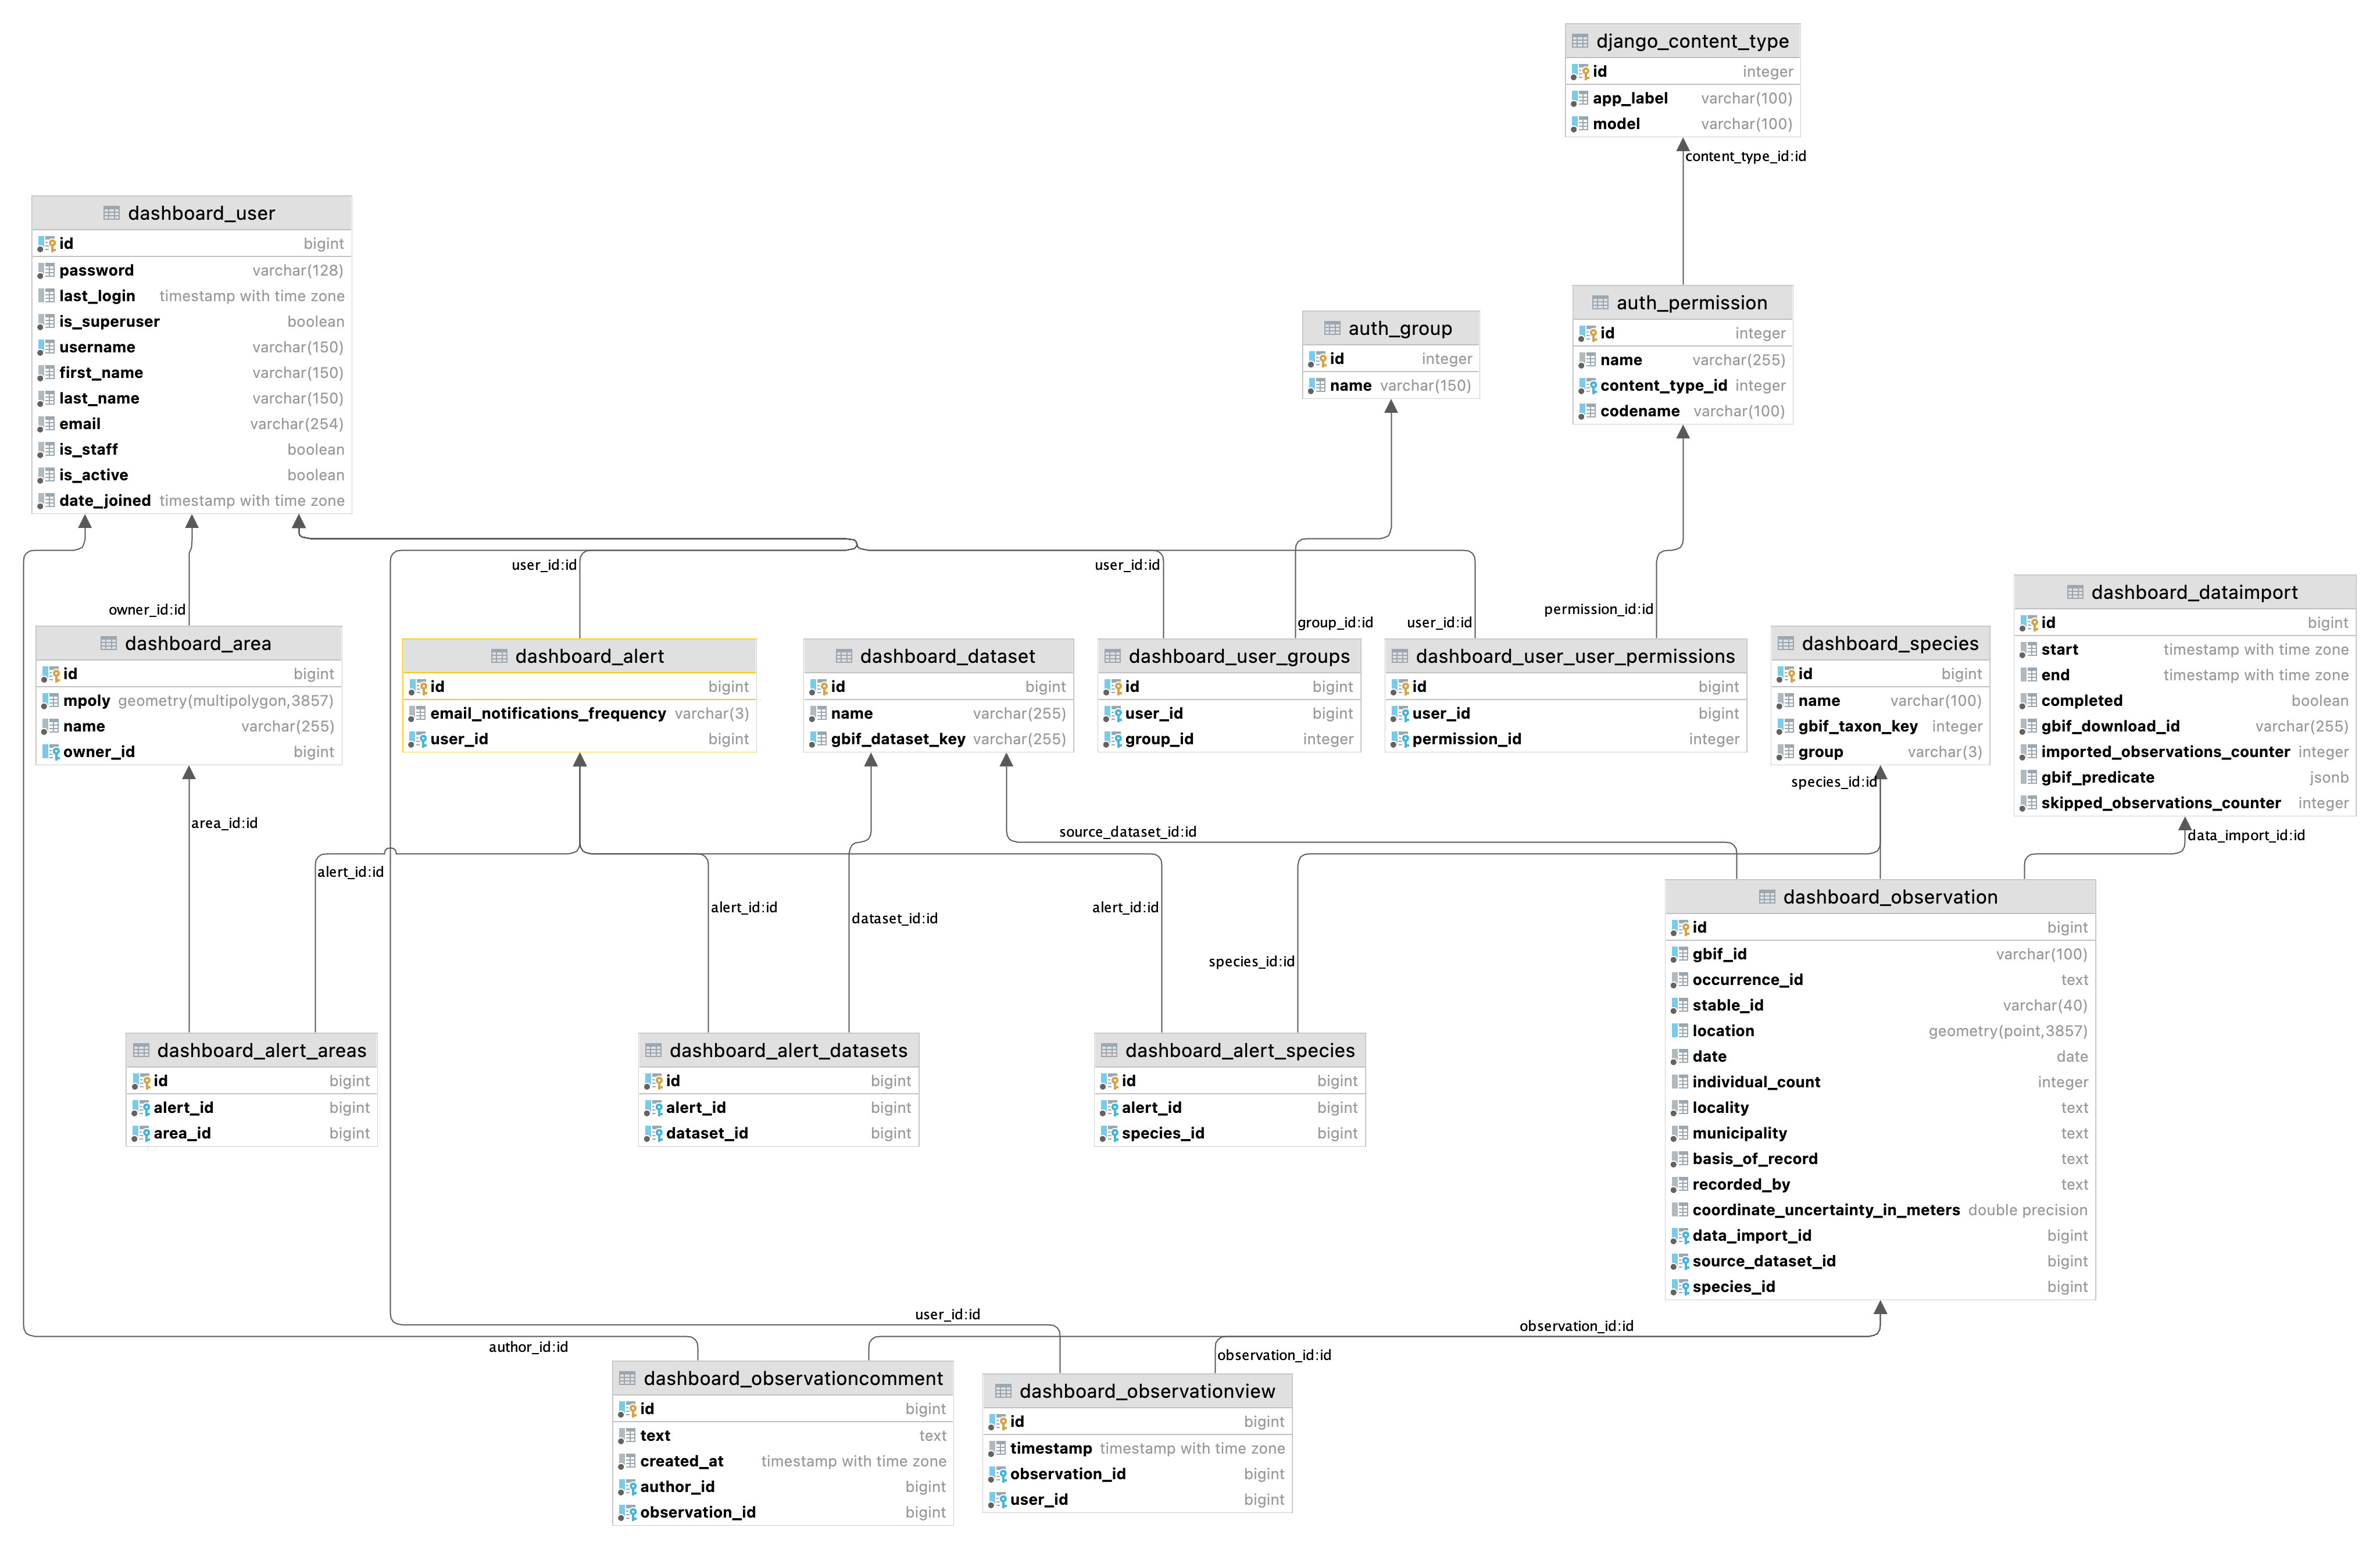 django_content_type
id integer
app_label varchar(100)
model varchar(100)
content_type_id:id
dashboard_user
id bigint
password varchar(128)
last_login timestamp with time zone
is_superuser boolean
username varchar(150)
first_name varchar(150)
last_name varchar(150)
email varchar(254)
is_staff boolean
is_active boolean
date_joined timestamp with time zone
auth_group
id integer
name varchar(150)
auth_permission
id integer
name varchar(255)
content_type_id integer
codename varchar(100)
owner_id:id
user_id:id
user_id:id
group_id:id
user_id:id
permission_id:id
dashboard_area
id bigint
mpoly geometry(multipolygon,3857)
name varchar(255)
owner_id bigint
dashboard_alert
id bigint
email_notifications_frequency varchar(3)
user_id bigint
dashboard_dataset
id bigint
name varchar(255)
gbif_dataset_key varchar(255)
dashboard_user_groups
id bigint
user_id bigint
group_id integer
dashboard_user_user_permissions
id bigint
user_id bigint
permission_id integer
dashboard_species
id bigint
name varchar(100)
gbif_taxon_key integer
group varchar(3)
dashboard_dataimport
id bigint
start timestamp with time zone
end timestamp with time zone
completed boolean
gbif_download_id varchar(255)
imported_observations_counter integer
gbif_predicate jsonb
skipped_observations_counter integer
species_id:id
area_id:id
source_dataset_id:id
data_import_id:id
alert_id:id
alert_id:id
dataset_id:id
alert_id:id
species_id:id
dashboard_alert_areas
id bigint
alert_id bigint
area_id bigint
dashboard_alert_datasets
id bigint
alert_id bigint
dataset_id bigint
dashboard_alert_species
id bigint
alert_id bigint
species_id bigint
dashboard_observation
id bigint
gbif_id varchar(100)
occurrence_id text
stable_id varchar(40)
location geometry(point,3857)
date date
individual_count integer
locality text
municipality text
basis_of_record text
recorded_by text
coordinate_uncertainty_in_meters double precision
data_import_id bigint
source_dataset_id bigint
species_id bigint
user_id:id
observation_id:id
author_id:id
observation_id:id
dashboard_observationcomment
id bigint
text text
created_at timestamp with time zone
author_id bigint
observation_id bigint
dashboard_observationview
id bigint
timestamp timestamp with time zone
observation_id bigint
user_id bigint